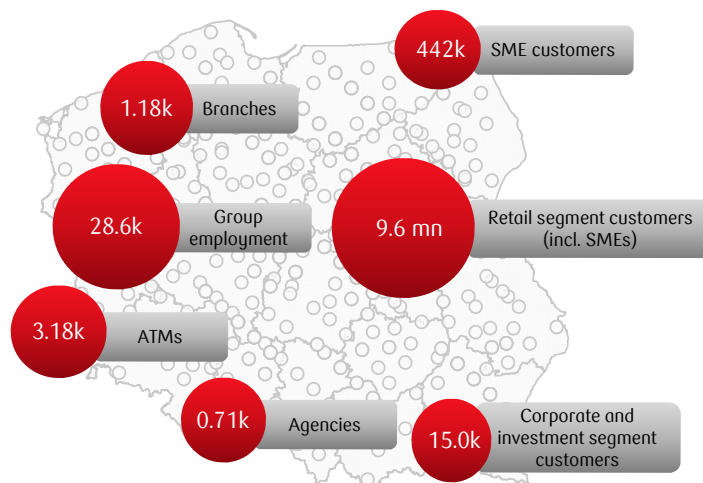 442k
SME customers
1.18k
Branches
28.6k
Group
employment
9.6 mn
Retail segment customers
(incl. SMEs)
3.18k
ATMs
0.71k
Agencies
15.0k
Corporate and
investment segment
customers